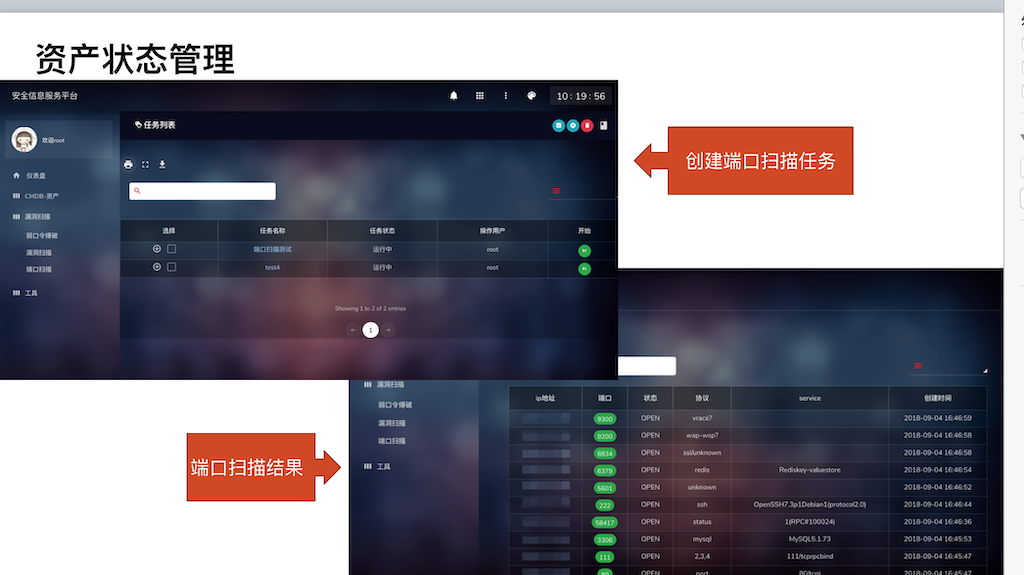 资产状态管理
安全信息服务平台
10 : 19 : 56
欢迎root
任务列表
仪表盘
CMDB-资产
漏洞扫描
弱口令爆破
漏洞扫描
端口扫描
工具
选择 任务名称 任务状态 操作用户 开始
端口扫描测试 运行中 root
test4 运行中 root
Showing 1 to 2 of 2 entries
1
创建端口扫描任务
端口扫描结果
漏洞扫描
弱口令爆破
漏洞扫描
端口扫描
工具
ip地址 端口 状态 协议 service 创建时间
9300 OPEN vrace? 2018-09-04 16:46:59
9200 OPEN wap-wsp? 2018-09-04 16:46:58
8834 OPEN ssl/unknown 2018-09-04 16:46:58
6379 OPEN redis Rediskey-valuestore 2018-09-04 16:46:54
5601 OPEN unknown 2018-09-04 16:46:52
222 OPEN ssh OpenSSH7.3p1Debian1(protocol2.0) 2018-09-04 16:46:44
58417 OPEN status 1(RPC#100024) 2018-09-04 16:46:36
3306 OPEN mysql MySQL5.1.73 2018-09-04 16:45:53
111 OPEN 2,3,4 111/tcprpcbind 2018-09-04 16:45:47
80 OPEN port 80/tcp\ 2018-09-04 16:45:47